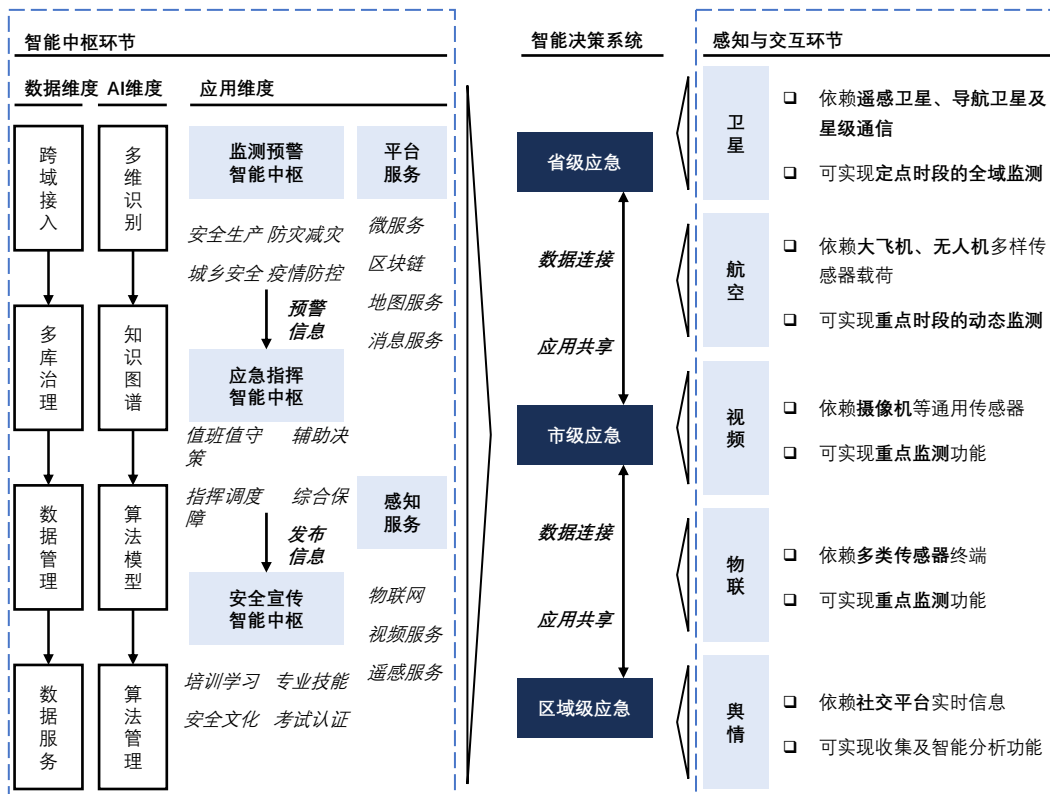 智能中枢环节
数据维度
AI维度
应用维度
跨域接入
多库治理
数据管理
数据服务
多维识别
知识图谱
算法模型
算法管理
监测预警
智能中枢
安全生产 防灾减灾
城乡安全 疫情防控
预警
信息
应急指挥
智能中枢
值班值守 辅助决
策
指挥调度 综合保
障
发布
信息
安全宣传
智能中枢
培训学习 专业技能
安全文化 考试认证
平台
服务
微服务
区块链
地图服务
消息服务
感知
服务
物联网
视频服务
遥感服务
智能决策系统
省级应急
数据连接
应用共享
市级应急
数据连接
应用共享
区域级应急
感知与交互环节
卫星
依赖遥感卫星、导航卫星及
星级通信
可实现定点时段的全域监测
航空
依赖大飞机、无人机多样传
感器载荷
可实现重点时段的动态监测
视频
依赖摄像机等通用传感器
可实现重点监测功能
物联
依赖多类传感器终端
可实现重点监测功能
舆情
依赖社交平台实时信息
可实现收集及智能分析功能